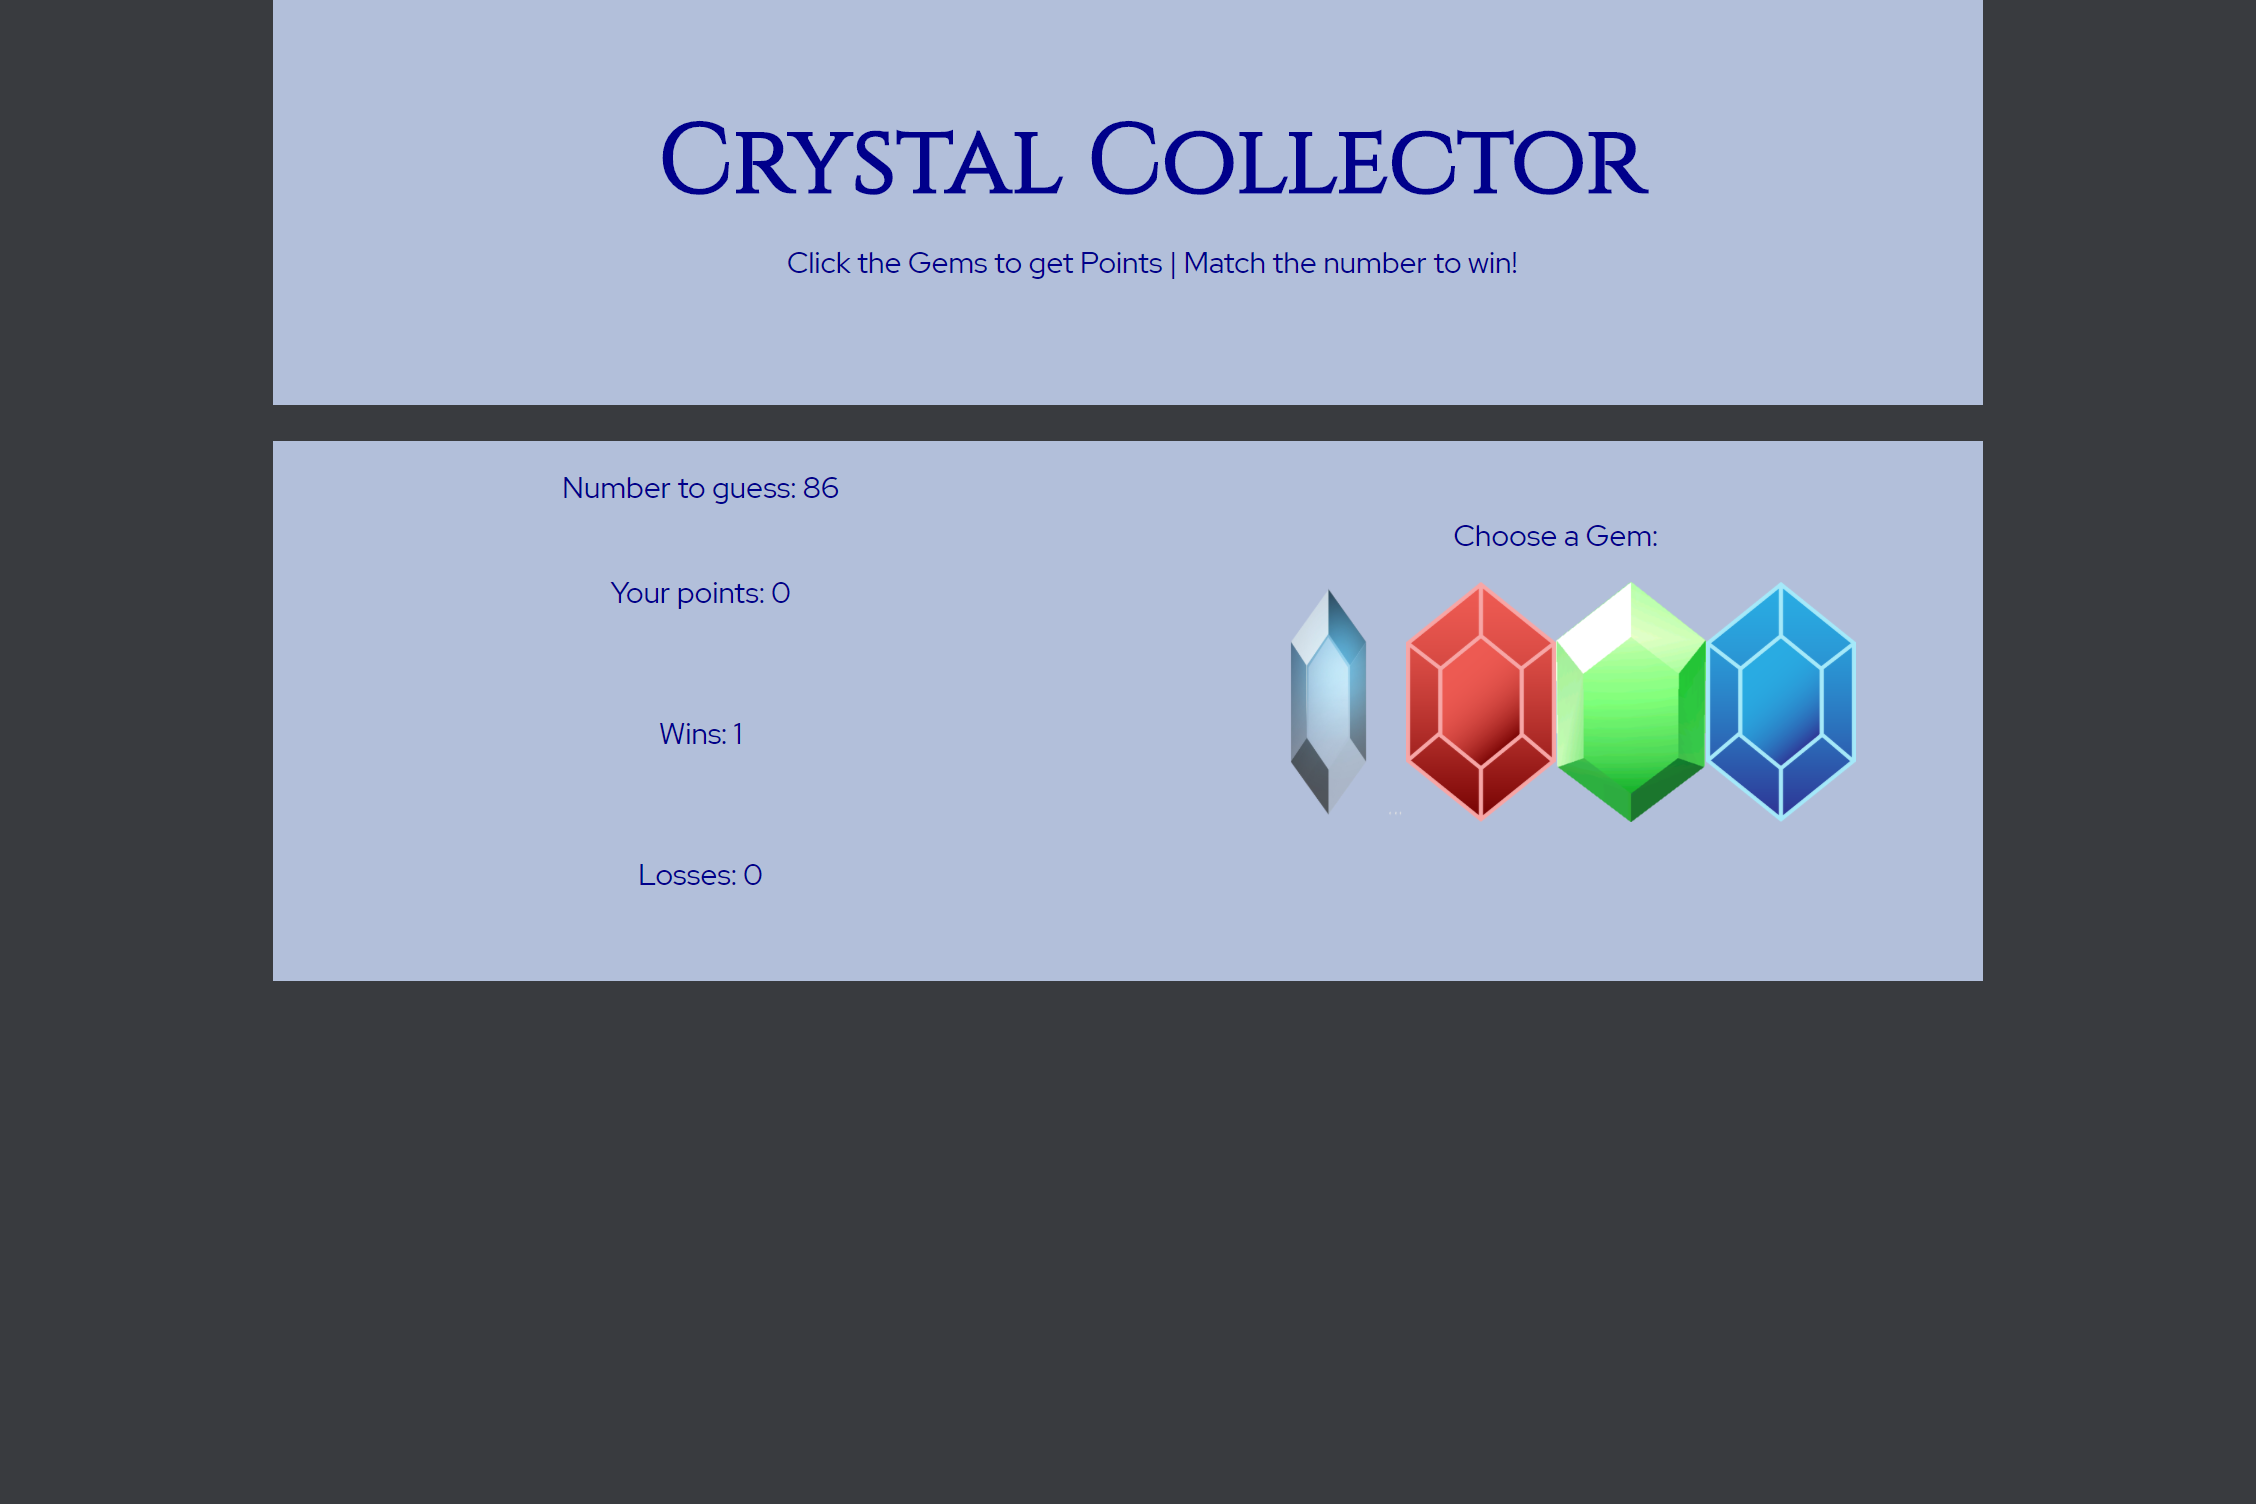 Crystal Collector
Click the Gems to get Points | Match the number to win!
Number to guess: 86
Your points: 0
Wins: 1
Losses: 0
Choose a Gem: